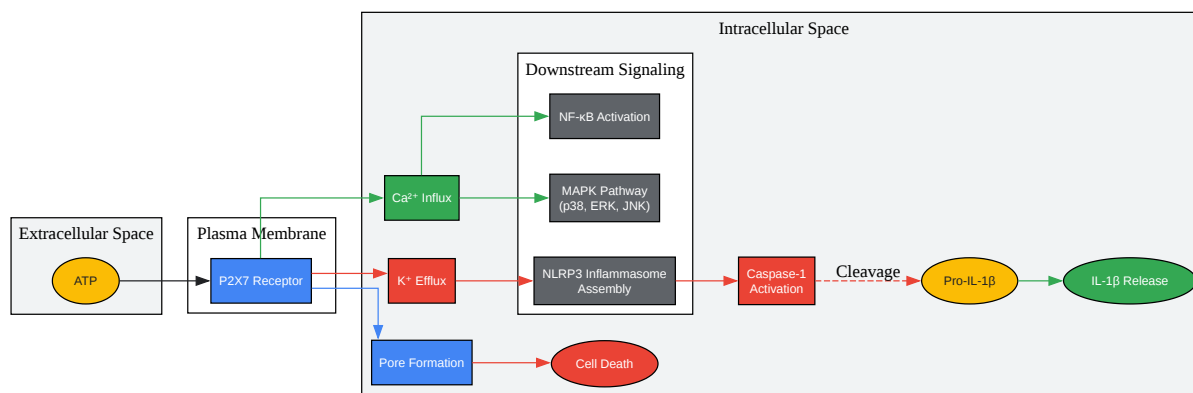 Intracellular Space
Downstream Signaling
NF-κB Activation
Ca²⁺ Influx
MAPK Pathway
(p38, ERK, JNK)
Extracellular Space
Plasma Membrane
ATP
P2X7 Receptor
K⁺ Efflux
NLRP3 Inflammasome
Assembly
Caspase-1
Activation
Cleavage
Pro-IL-1β
IL-1β Release
Pore Formation
Cell Death